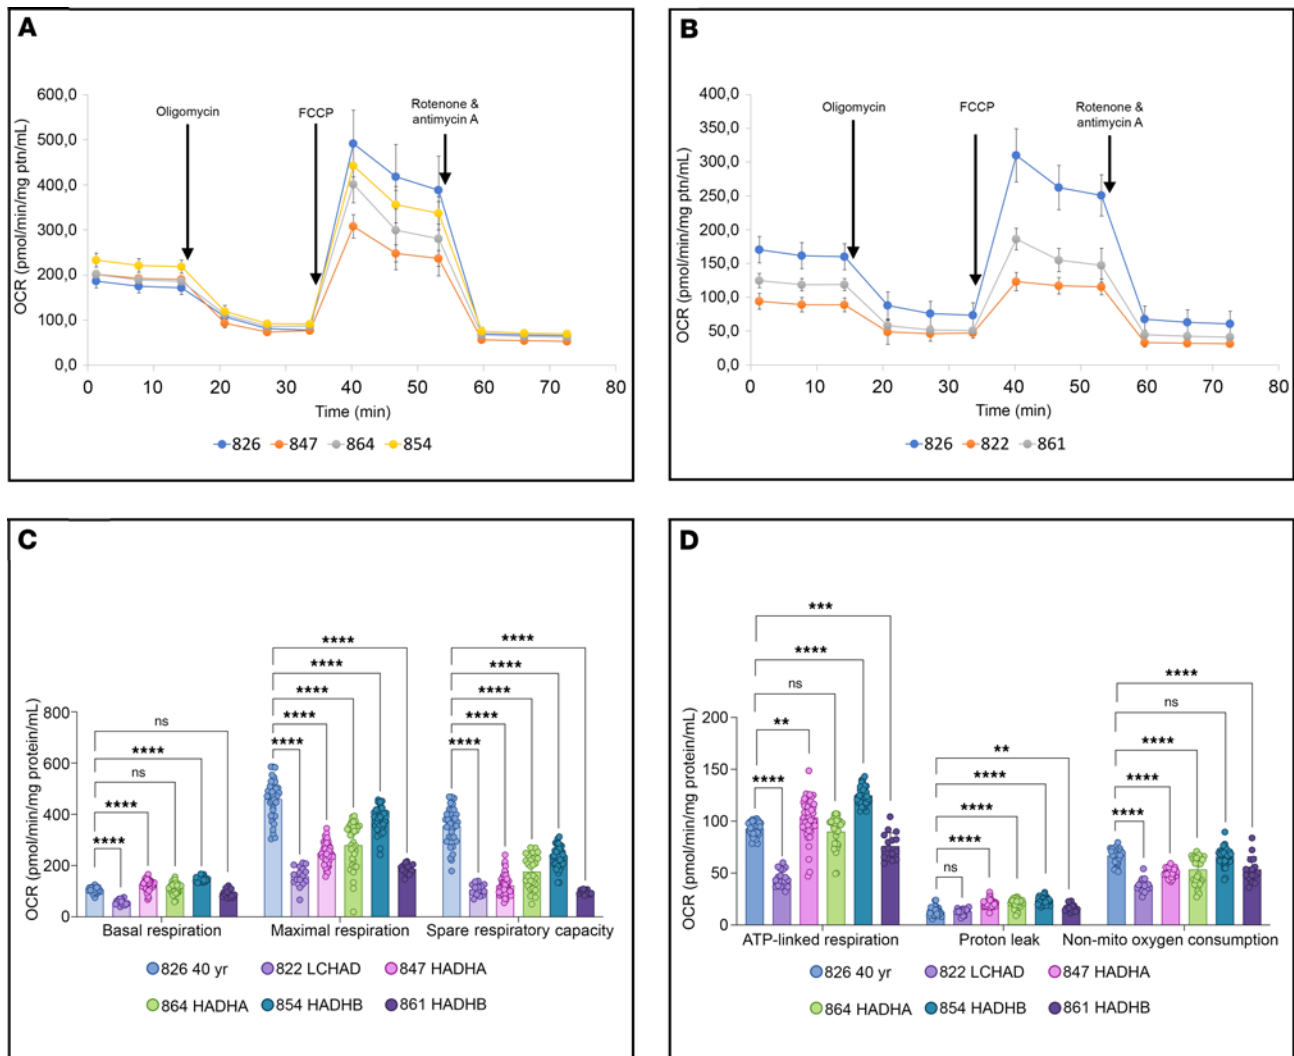 A
OCR (pmol/min/mg ptn/mL)
600,0
500,0
400,0
300,0
200,0
100,0
0,0
Oligomycin
FCCP
Rotenone &
antimycin A
0 10 20 30 40 50 60 70 80
Time (min)
826 847 864 854
B
OCR (pmol/min/mg ptn/mL)
400,0
350,0
300,0
250,0
200,0
150,0
100,0
50,0
0,0
Oligomycin
FCCP
Rotenone &
antimycin A
0 10 20 30 40 50 60 70 80
Time (min)
826 822 861
C
OCR (pmol/min/mg protein/mL)
800
600
400
200
0
ns
****
ns
****
****
****
****
****
****
****
****
****
****
****
****
Basal respiration Maximal respiration Spare respiratory capacity
826 40 yr 822 LCHAD 847 HADHA
864 HADHA 854 HADHB 861 HADHB
D
OCR (pmol/min/mg protein/mL)
200
150
100
50
0
***
****
ns
**
****
**
****
****
****
ns
****
ns
****
****
****
ATP-linked respiration Proton leak Non-mito oxygen consumption
826 40 yr 822 LCHAD 847 HADHA
864 HADHA 854 HADHB 861 HADHB